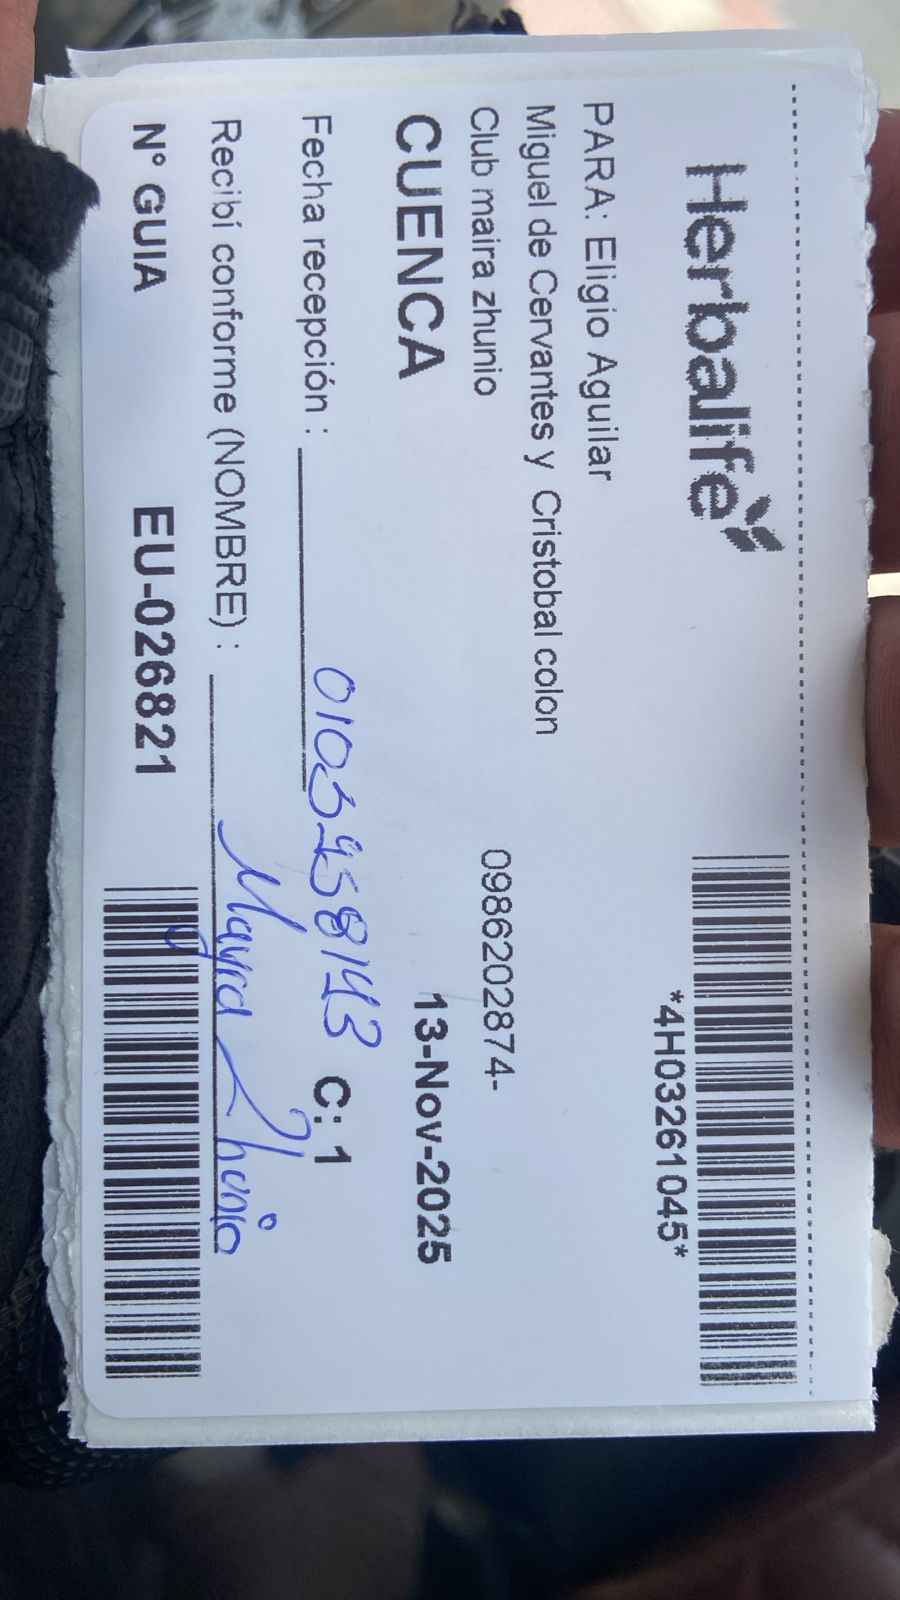 Herbalife
*4H03261045*
PARA: Eligio Aguilar
Miguel de Cervantes y Cristobal colon
Club maira zhunio 0986202874-
CUENCA 13-Nov-2025
Fecha recepción : 0103458143 C: 1
Recibí conforme (NOMBRE) : Mayra Zhunio
N° GUIA EU-026821